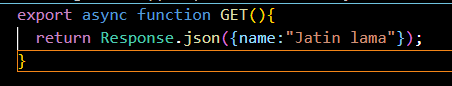 export async function GET(){
return Response.json({name:"Jatin lama"});
}